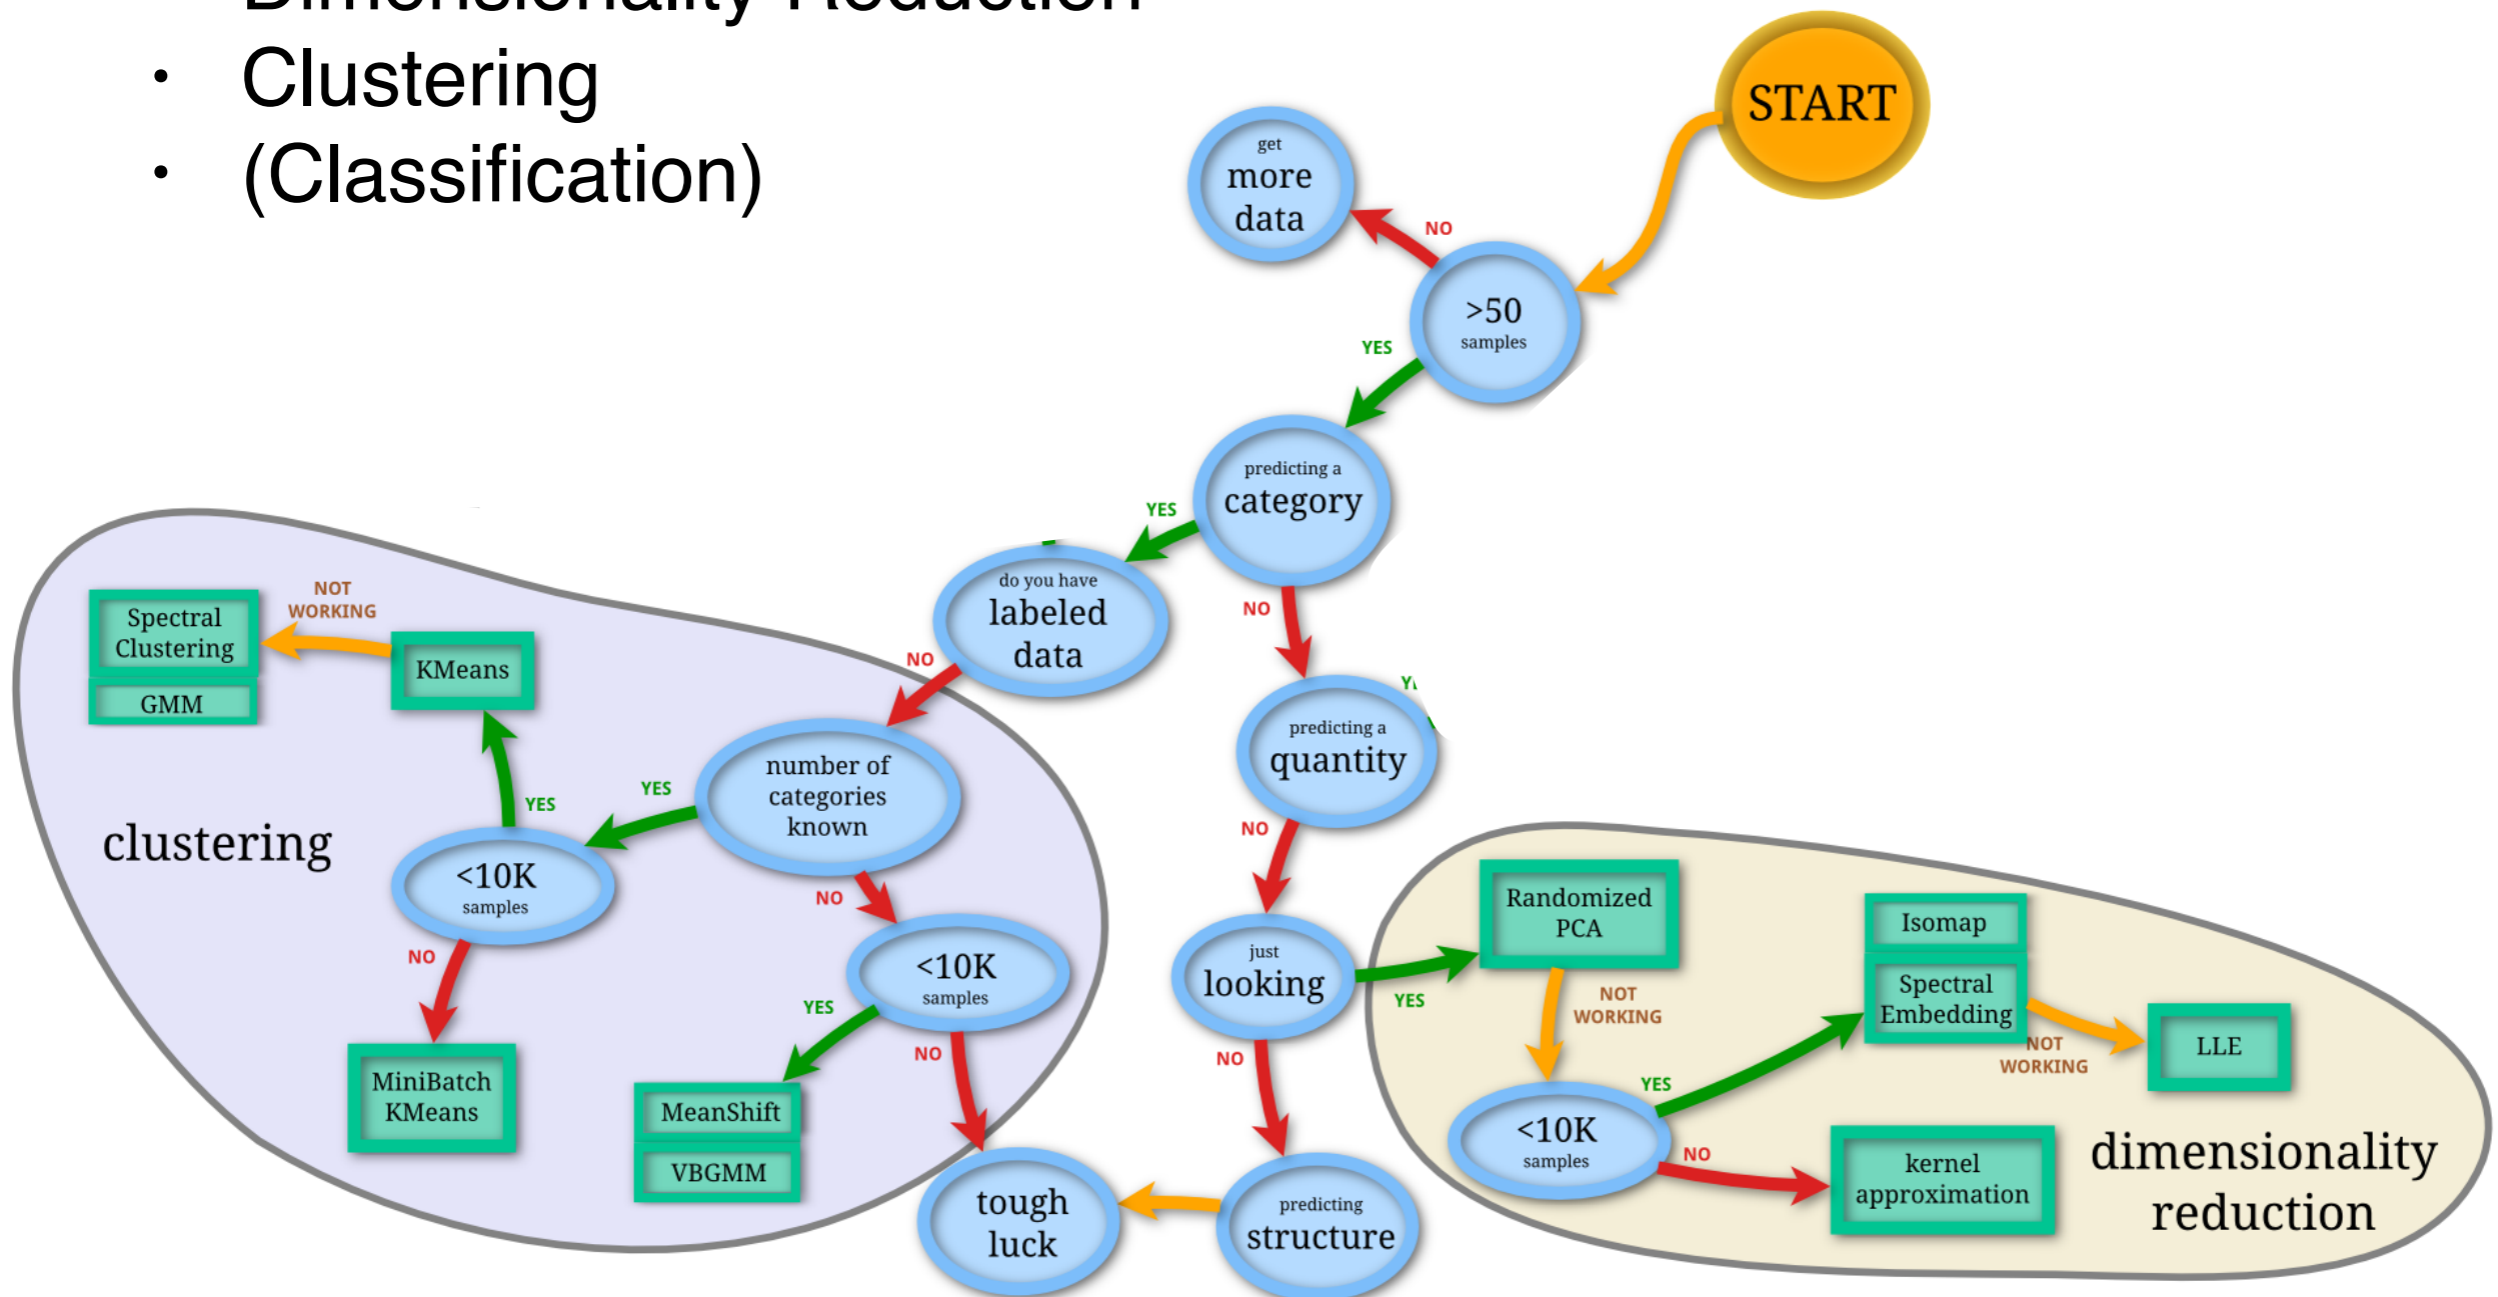 Dimensionality Reduction
• Clustering
• (Classification)
START
get
more
data
NO
>50
samples
YES
predicting a
category
YES
do you have
labeled
data
NO
NO
predicting a
quantity
NOT
WORKING
Spectral
Clustering
GMM
KMeans
number of
categories
known
YES
YES
clustering
<10K
samples
NO
NO
<10K
samples
YES
NO
MiniBatch
KMeans
MeanShift
VBGMM
tough
luck
NO
just
looking
YES
NO
predicting
structure
Randomized
PCA
NOT
WORKING
Isomap
Spectral
Embedding
NOT
WORKING
LLE
<10K
samples
YES
NO
kernel
approximation
dimensionality
reduction